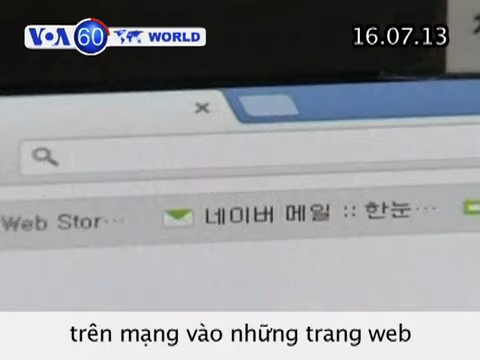 VOA 60 WORLD
16.07.13
Web Stor...
네이버 메일 :: 한눈...
trên mạng vào những trang web